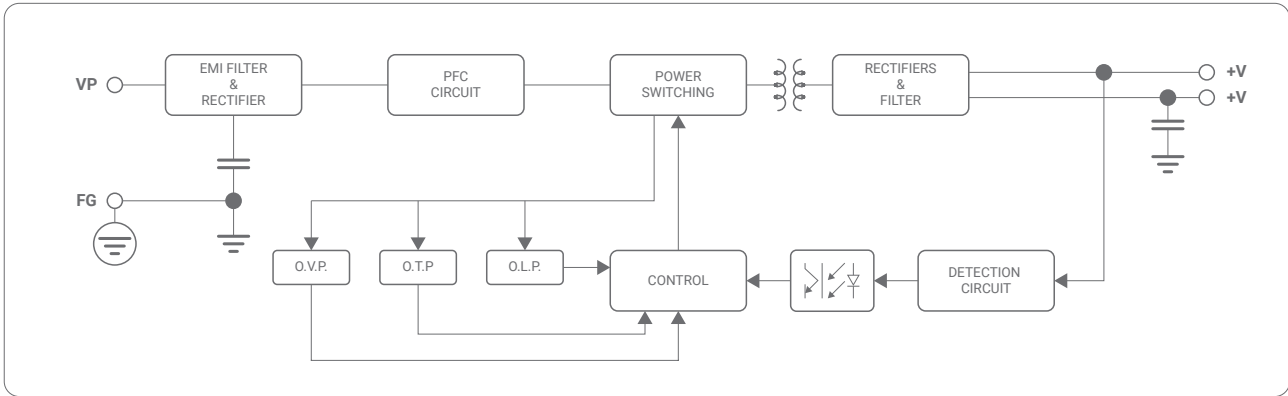 VP
EMI FILTER
&
RECTIFIER
PFC
CIRCUIT
POWER
SWITCHING
RECTIFIERS
&
FILTER
+V
+V
FG
O.V.P.
O.T.P
O.L.P.
CONTROL
DETECTION
CIRCUIT